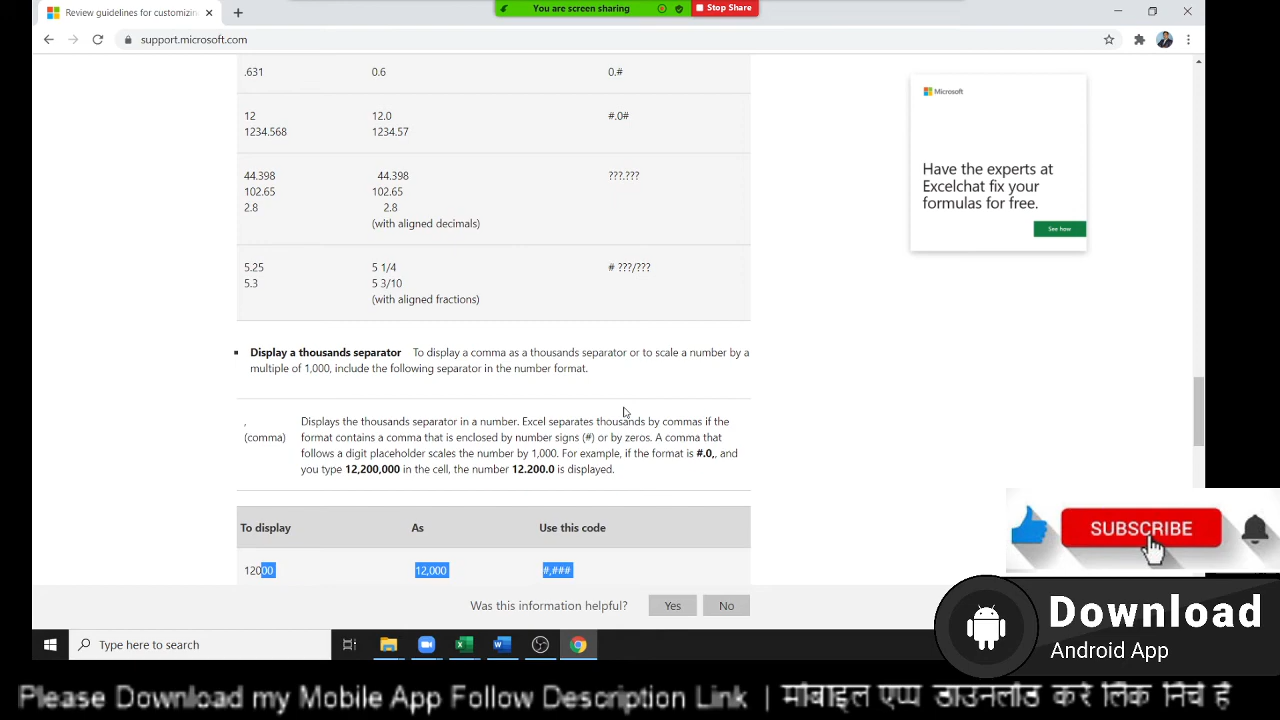 You are screen sharing
Stop Share
Review guidelines for customizin
support.microsoft.com
.631 0.6 0.#
12 12.0 #.0#
1234.568 1234.57
44.398 44.398 ???.???
102.65 102.65
2.8 2.8
(with aligned decimals)
5.25 5 1/4 # ???/???
5.3 5 3/10
(with aligned fractions)
Microsoft
Have the experts at
Excelchat fix your
formulas for free.
See how
Display a thousands separator To display a comma as a thousands separator or to scale a number by a
multiple of 1,000, include the following separator in the number format.
, Displays the thousands separator in a number. Excel separates thousands by commas if the
(comma) format contains a comma that is enclosed by number signs (#) or by zeros. A comma that
follows a digit placeholder scales the number by 1,000. For example, if the format is #.0,, and
you type 12,200,000 in the cell, the number 12.200.0 is displayed.
To display As Use this code
12000 12,000 #,###
Was this information helpful? Yes No
SUBSCRIBE
Download
Android App
Type here to search
Please Download my Mobile App Follow Description Link | मोबाइल एप्प डाउनलोड करे लिंक निचे है